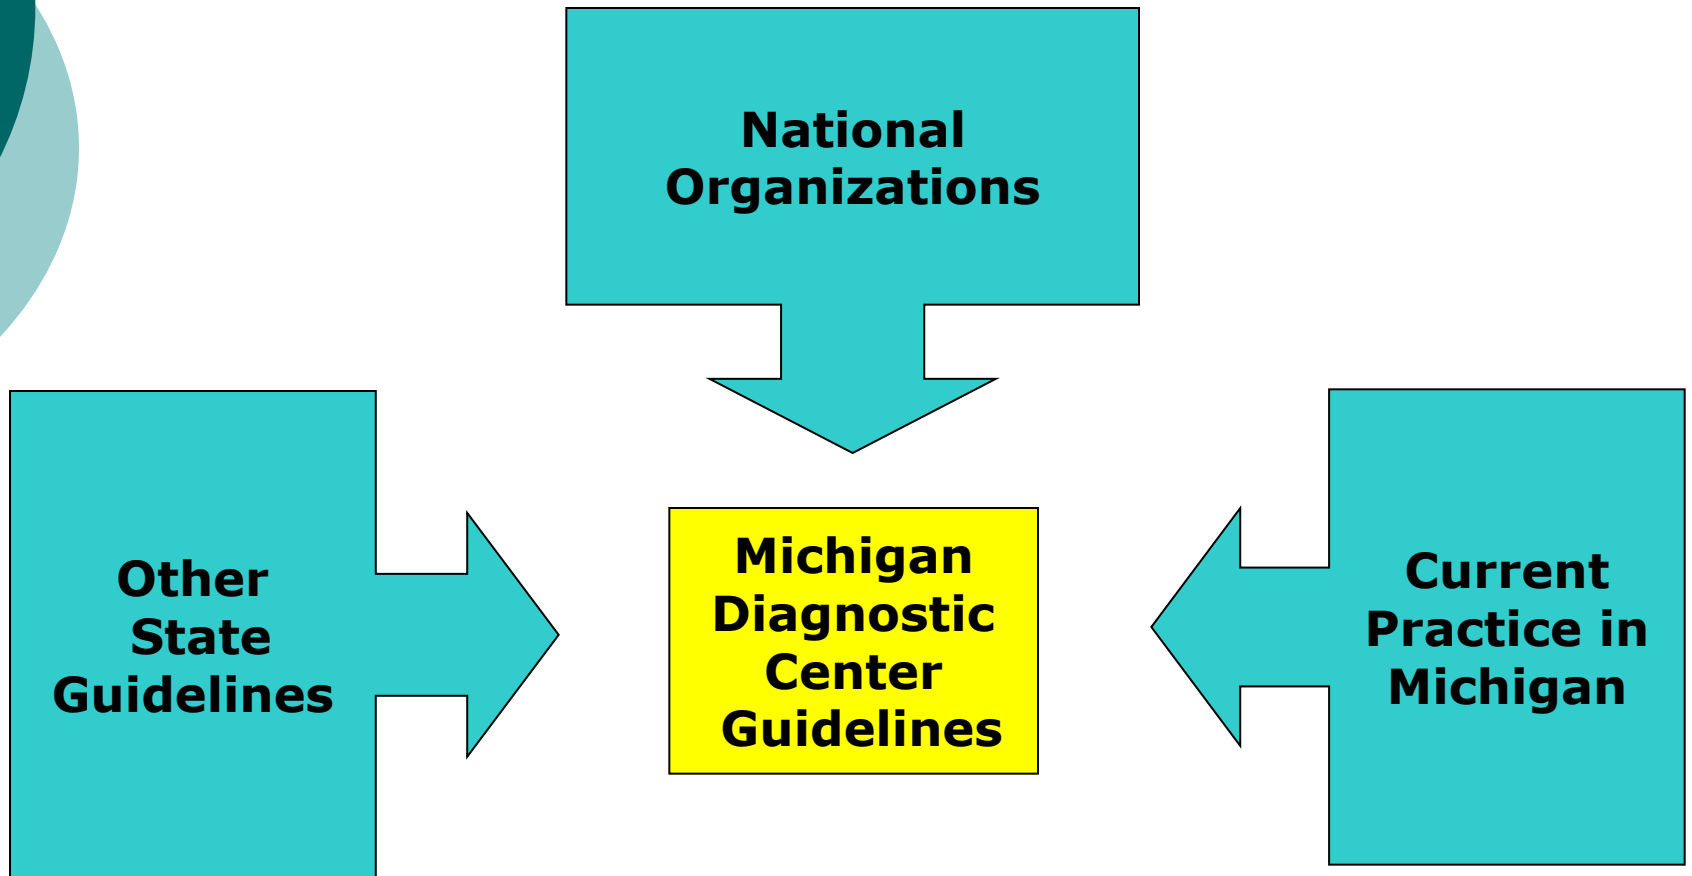 National
Organizations
Other
State
Guidelines
Michigan
Diagnostic
Center
Guidelines
Current
Practice in
Michigan